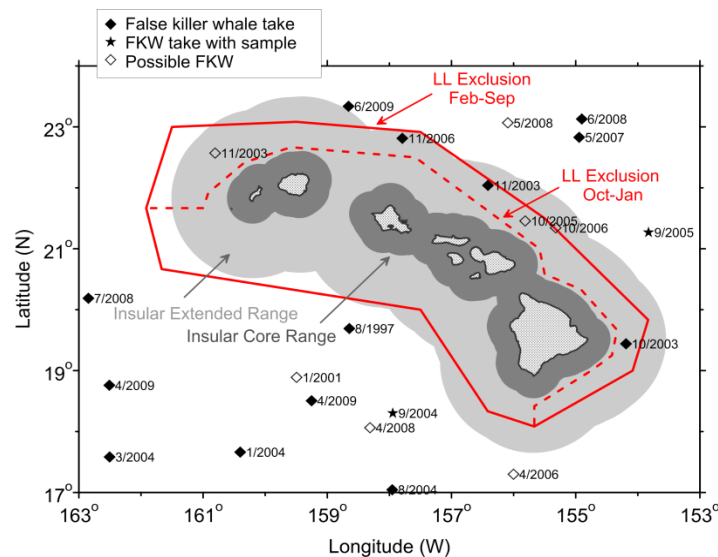 False killer whale take
FKW take with sample
Possible FKW
LL Exclusion
Feb-Sep
6/2009
11/2006
5/2008
6/2008
5/2007
11/2003
11/2003
LL Exclusion
Oct-Jan
10/2005
10/2006
9/2005
7/2008
Insular Extended Range
Insular Core Range
8/1997
10/2003
4/2009
1/2001
4/2009
9/2004
4/2008
3/2004
1/2004
4/2006
8/2004
23°
21°
19°
17°
Latitude (N)
163° 161° 159° 157° 155° 153°
Longitude (W)